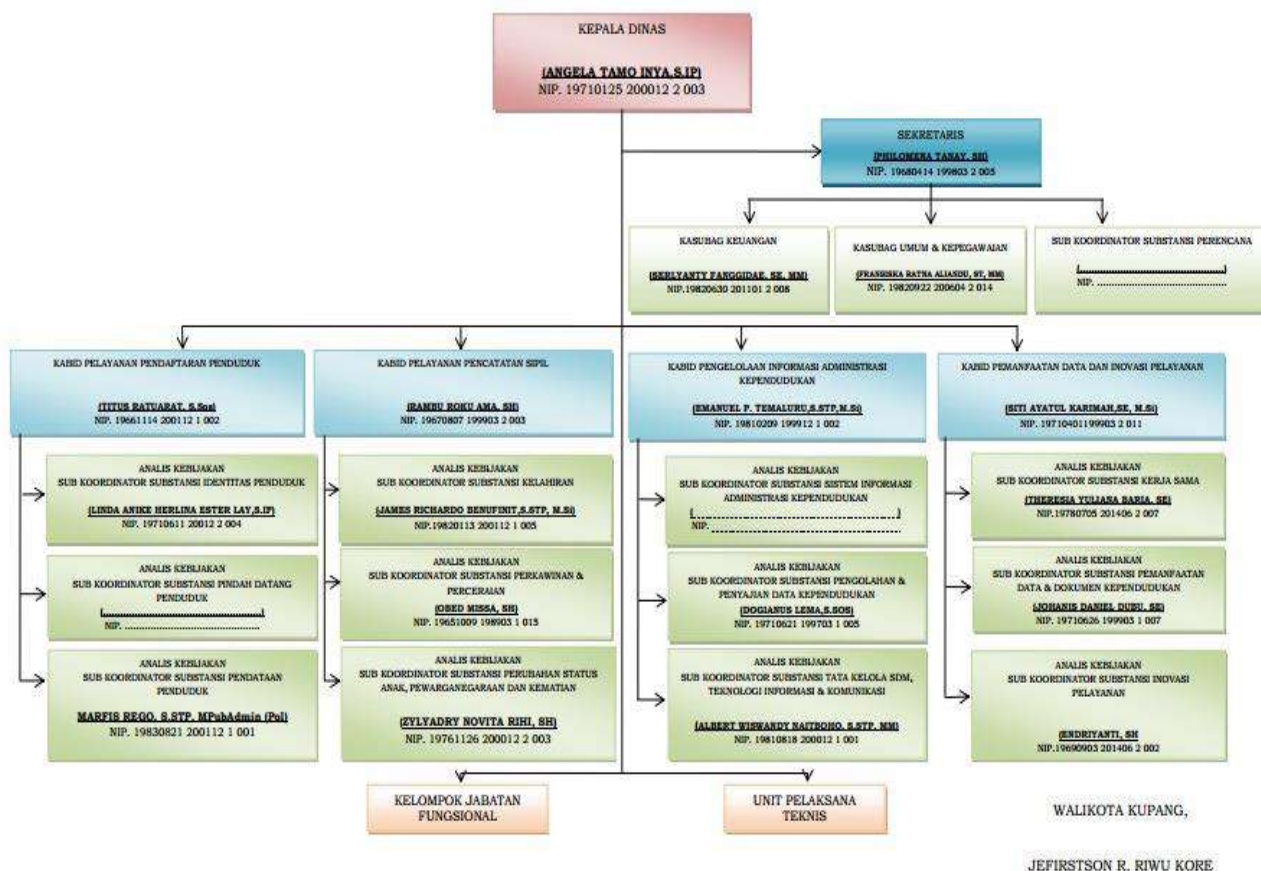 KEPALA DINAS
(ANGELA TAMO INYA,S.IP)
NIP. 19710125 200012 2 003
SEKRETARIS
(PHILOMENA TANAY, SH)
NIP. 19680414 199803 2 005
KASUBAG KEUANGAN
(SERLYANTY FANGGIDAE, SE, MM)
NIP.19820630 201101 2 008
KASUBAG UMUM & KEPEGAWAIAN
(FRANSISKA RATNA ALIANDU, ST, MM)
NIP.19820922 200604 2 014
SUB KOORDINATOR SUBSTANSI PERENCANA
(.............................................)
NIP. .......................................
KABID PELAYANAN PENDAFTARAN PENDUDUK
(TITUS RATUARAT, S.Sos)
NIP. 19661114 200112 1 002
KABID PELAYANAN PENCATATAN SIPIL
(RAMBU ROKU AMA, SH)
NIP. 19670807 199903 2 003
KABID PENGELOLAAN INFORMASI ADMINISTRASI
KEPENDUDUKAN
(EMANUEL P. TEMALURU,S.STP,M.Si)
NIP. 19810209 199912 1 002
KABID PEMANFAATAN DATA DAN INOVASI PELAYANAN
(SITI AYATUL KARIMAH,SE, M.Si)
NIP.19710401199903 2 011
ANALIS KEBIJAKAN
SUB KOORDINATOR SUBSTANSI IDENTITAS PENDUDUK
(LINDA ANIKE HERLINA ESTER LAY,S.IP)
NIP. 19710611 20012 2 004
ANALIS KEBIJAKAN
SUB KOORDINATOR SUBSTANSI PINDAH DATANG
PENDUDUK
(.................................................)
NIP. .........................................
ANALIS KEBIJAKAN
SUB KOORDINATOR SUBSTANSI PENDATAAN
PENDUDUK
MARFIS REGO, S.STP, MPubAdmin (Pol)
NIP. 19830821 200112 1 001
ANALIS KEBIJAKAN
SUB KOORDINATOR SUBSTANSI KELAHIRAN
(JAMES RICHARDO BENUFINIT,S.STP, M.Si)
NIP.19820113 200112 1 005
ANALIS KEBIJAKAN
SUB KOORDINATOR SUBSTANSI PERKAWINAN &
PERCERAIAN
(OBED MISSA, SH)
NIP. 19651009 198903 1 015
ANALIS KEBIJAKAN
SUB KOORDINATOR SUBSTANSI PERUBAHAN STATUS
ANAK, PEWARGANEGARAAN DAN KEMATIAN
(ZYLYADRY NOVITA RIHI, SH)
NIP. 19761126 200012 2 003
ANALIS KEBIJAKAN
SUB KOORDINATOR SUBSTANSI SISTEM INFORMASI
ADMINISTRASI KEPENDUDUKAN
(.................................................)
NIP. .................................................
ANALIS KEBIJAKAN
SUB KOORDINATOR SUBSTANSI PENGOLAHAN &
PENYAJIAN DATA KEPENDUDUKAN
(DOGIANUS LEMA,S.SOS)
NIP. 19710621 199703 1 005
ANALIS KEBIJAKAN
SUB KOORDINATOR SUBSTANSI TATA KELOLA SDM,
TEKNOLOGI INFORMASI & KOMUNIKASI
(ALBERT WISWANDY NAITBOHO, S.STP, MM)
NIP. 19810818 200012 1 001
ANALIS KEBIJAKAN
SUB KOORDINATOR SUBSTANSI KERJA SAMA
(THERESIA YULIANA BARIA, SE)
NIP.19780705 201406 2 007
ANALIS KEBIJAKAN
SUB KOORDINATOR SUBSTANSI PEMANFAATAN
DATA & DOKUMEN KEPENDUDUKAN
(JOHANIS DANIEL DUBU, SE)
NIP.19710626 199903 1 007
ANALIS KEBIJAKAN
SUB KOORDINATOR SUBSTANSI INOVASI
PELAYANAN
(ENDRIYANTI, SH
NIP.19690903 201406 2 002
KELOMPOK JABATAN
FUNGSIONAL
UNIT PELAKSANA
TEKNIS
WALIKOTA KUPANG,
JEFIRSTSON R. RIWU KORE